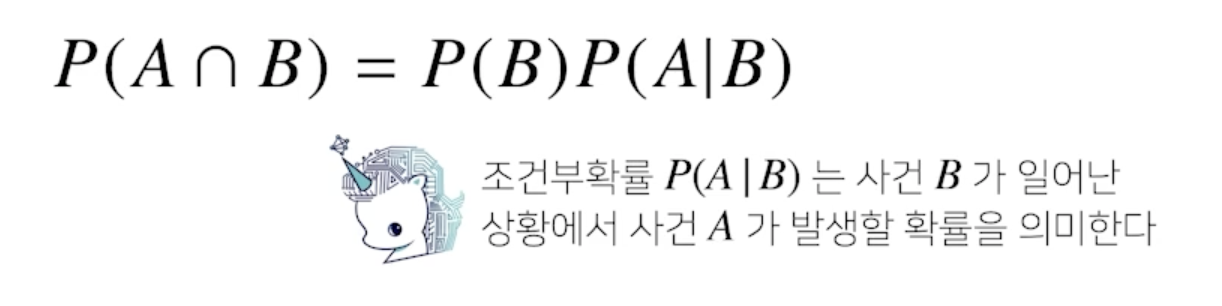 P(A ∩ B) = P(B)P(A|B)
조건부확률 P(A | B) 는 사건 B 가 일어난
상황에서 사건 A 가 발생할 확률을 의미한다